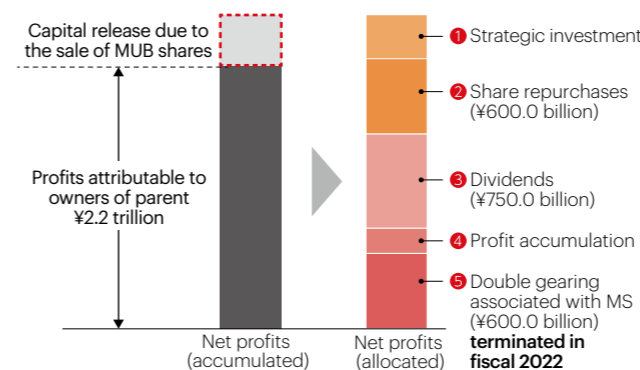 Capital release due to
the sale of MUB shares
Profits attributable to
owners of parent
¥2.2 trillion
Net profits
(accumulated)
Net profits
(allocated)
1 Strategic investment
2 Share repurchases
(¥600.0 billion)
3 Dividends
(¥750.0 billion)
4 Profit accumulation
5 Double gearing
associated with MS
(¥600.0 billion)
terminated in
fiscal 2022